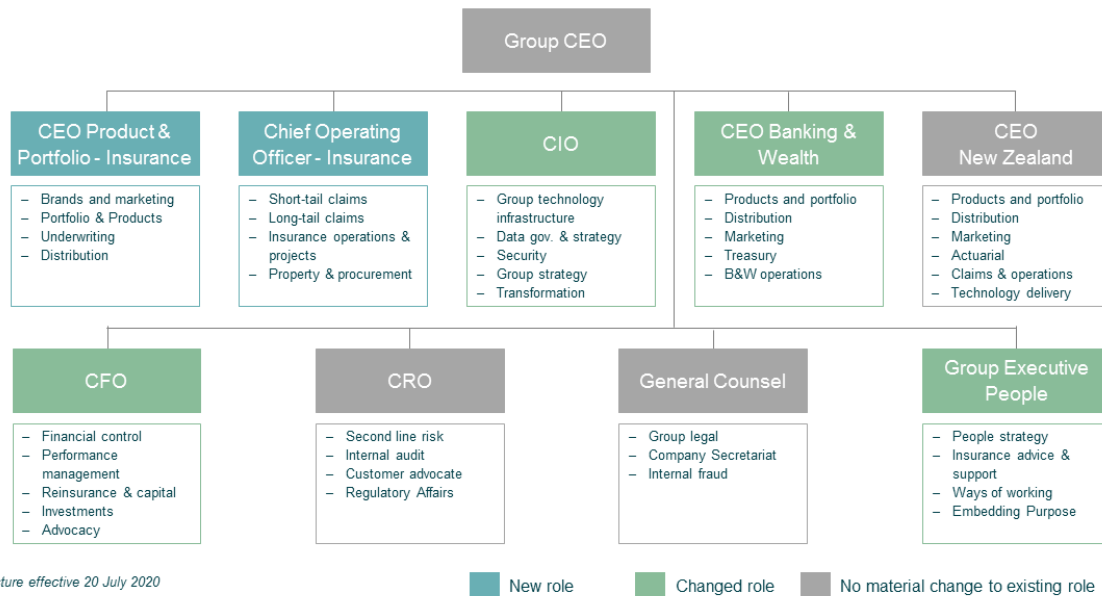 Group CEO
CEO Product &
Portfolio - Insurance
– Brands and marketing
– Portfolio & Products
– Underwriting
– Distribution
Chief Operating
Officer - Insurance
– Short-tail claims
– Long-tail claims
– Insurance operations &
projects
– Property & procurement
CIO
– Group technology
infrastructure
– Data gov. & strategy
– Security
– Group strategy
– Transformation
CEO Banking &
Wealth
– Products and portfolio
– Distribution
– Marketing
– Treasury
– B&W operations
CEO
New Zealand
– Products and portfolio
– Distribution
– Marketing
– Actuarial
– Claims & operations
– Technology delivery
CFO
– Financial control
– Performance
management
– Reinsurance & capital
– Investments
– Advocacy
CRO
– Second line risk
– Internal audit
– Customer advocate
– Regulatory Affairs
General Counsel
– Group legal
– Company Secretariat
– Internal fraud
Group Executive
People
– People strategy
– Insurance advice &
support
– Ways of working
– Embedding Purpose
ture effective 20 July 2020
New role
Changed role
No material change to existing role